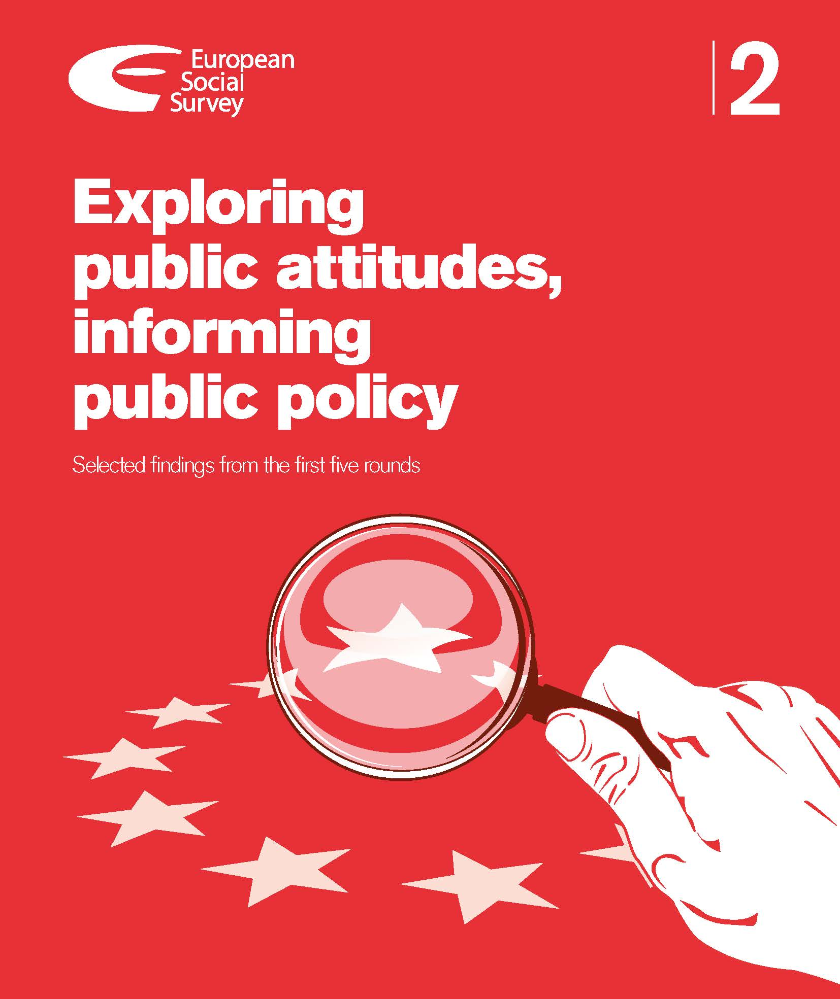 European
Social
Survey
2
Exploring
public attitudes,
informing
public policy
Selected findings from the first five rounds